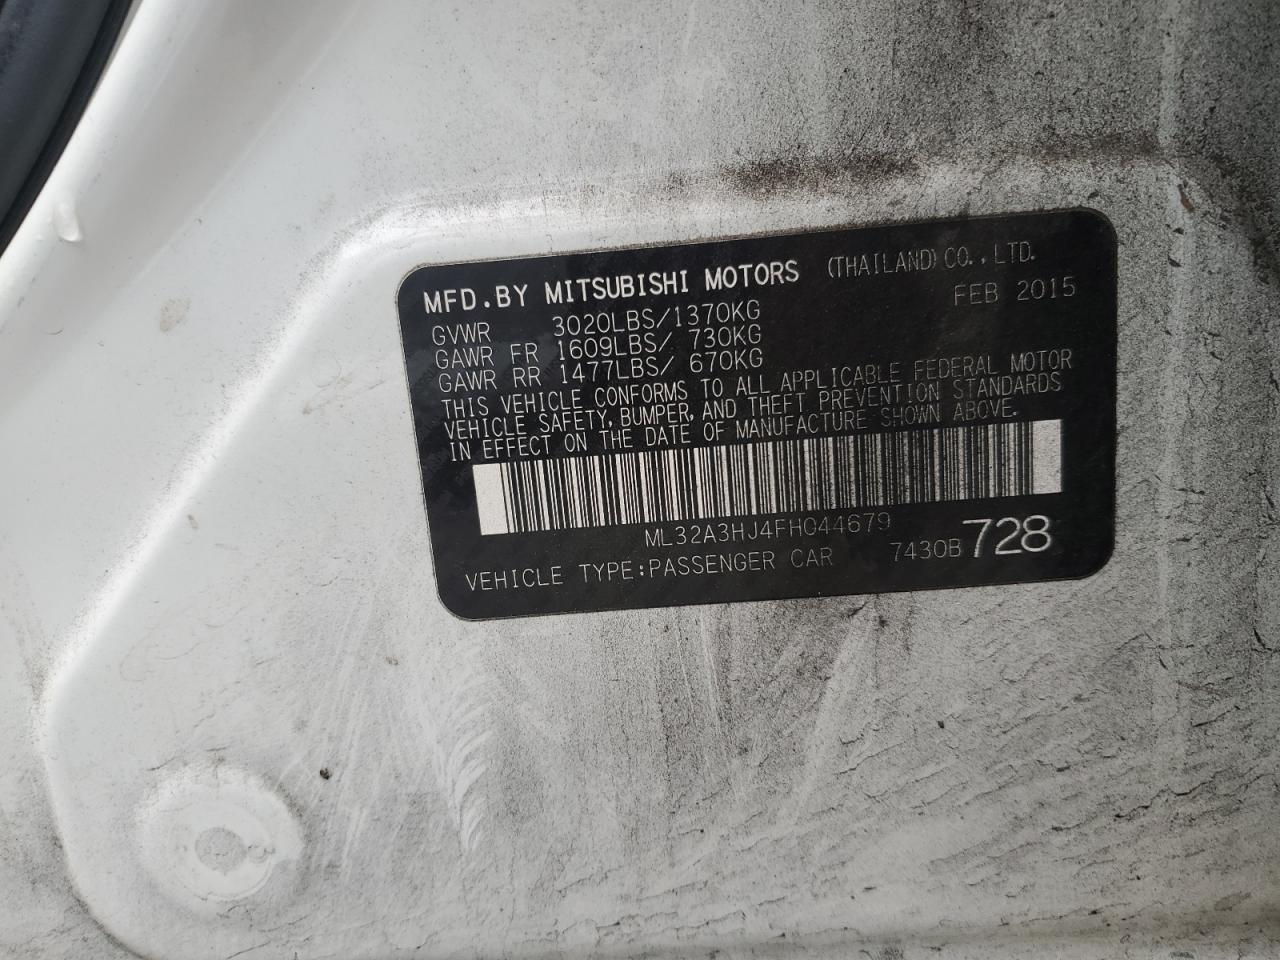 MFD.BY MITSUBISHI MOTORS (THAILAND) CO.,LTD.
FEB 2015
GVWR 3020LBS/1370KG
GAWR FR 1609LBS/ 730KG
GAWR RR 1477LBS/ 670KG
THIS VEHICLE CONFORMS TO ALL APPLICABLE FEDERAL MOTOR
VEHICLE SAFETY, BUMPER, AND THEFT PREVENTION STANDARDS
IN EFFECT ON THE DATE OF MANUFACTURE SHOWN ABOVE.
ML32A3HJ4FH044679
VEHICLE TYPE:PASSENGER CAR 7430B 728